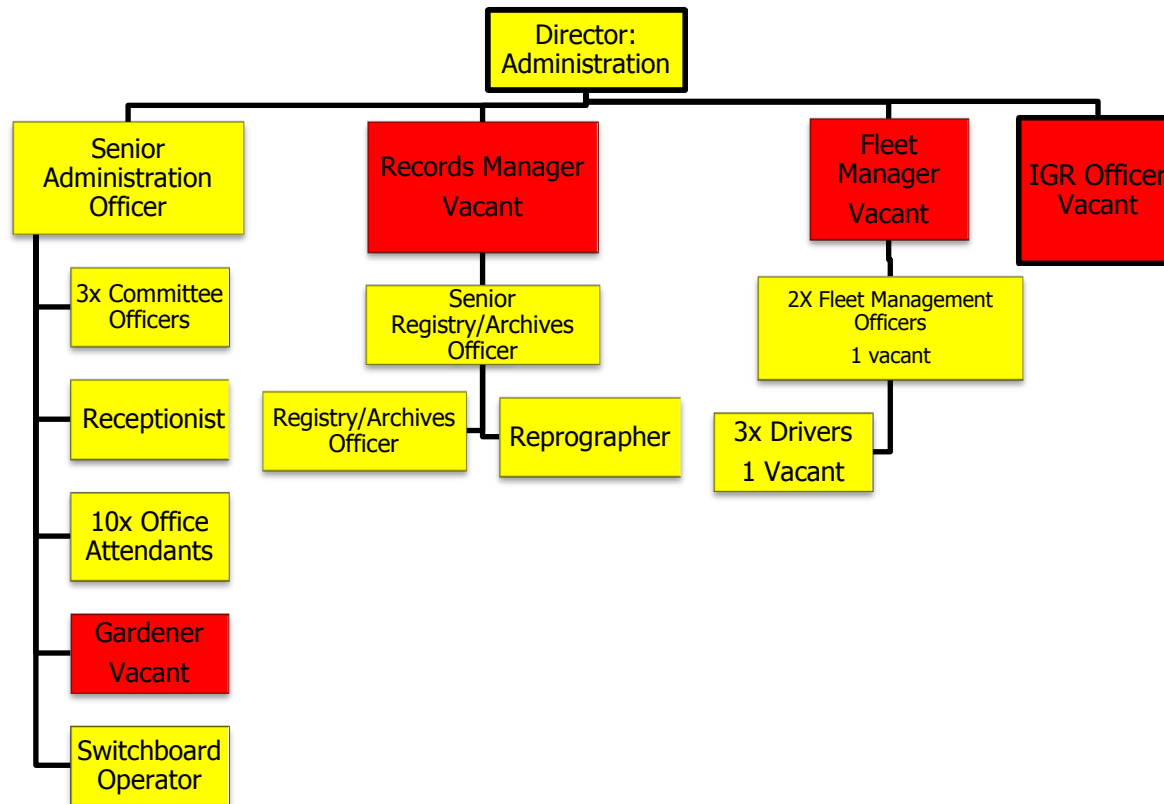 Director:
Administration
Senior
Administration
Officer
Records Manager
Vacant
Fleet
Manager
Vacant
IGR Officer
Vacant
3x Committee
Officers
Senior
Registry/Archives
Officer
2X Fleet Management
Officers
1 vacant
Receptionist
Registry/Archives
Officer
Reprographer
3x Drivers
1 Vacant
10x Office
Attendants
Gardener
Vacant
Switchboard
Operator